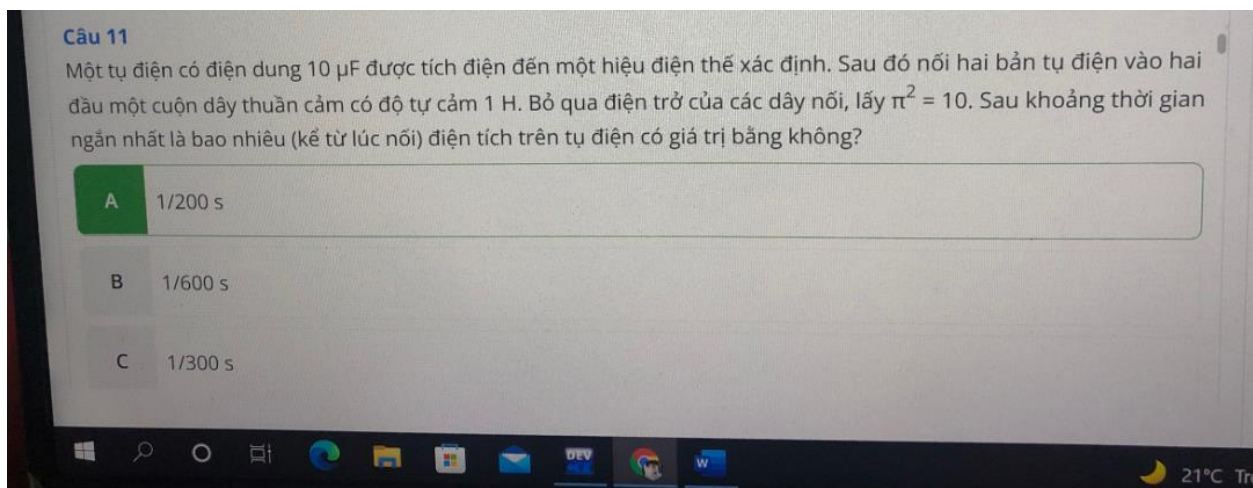 Câu 11
Một tụ điện có điện dung 10 μF được tích điện đến một hiệu điện thế xác định. Sau đó nối hai bản tụ điện vào hai
đầu một cuộn dây thuần cảm có độ tự cảm 1 H. Bỏ qua điện trở của các dây nối, lấy π² = 10. Sau khoảng thời gian
ngắn nhất là bao nhiêu (kể từ lúc nối) điện tích trên tụ điện có giá trị bằng không?
A 1/200 s
B 1/600 s
C 1/300 s
DEV
W
21°C